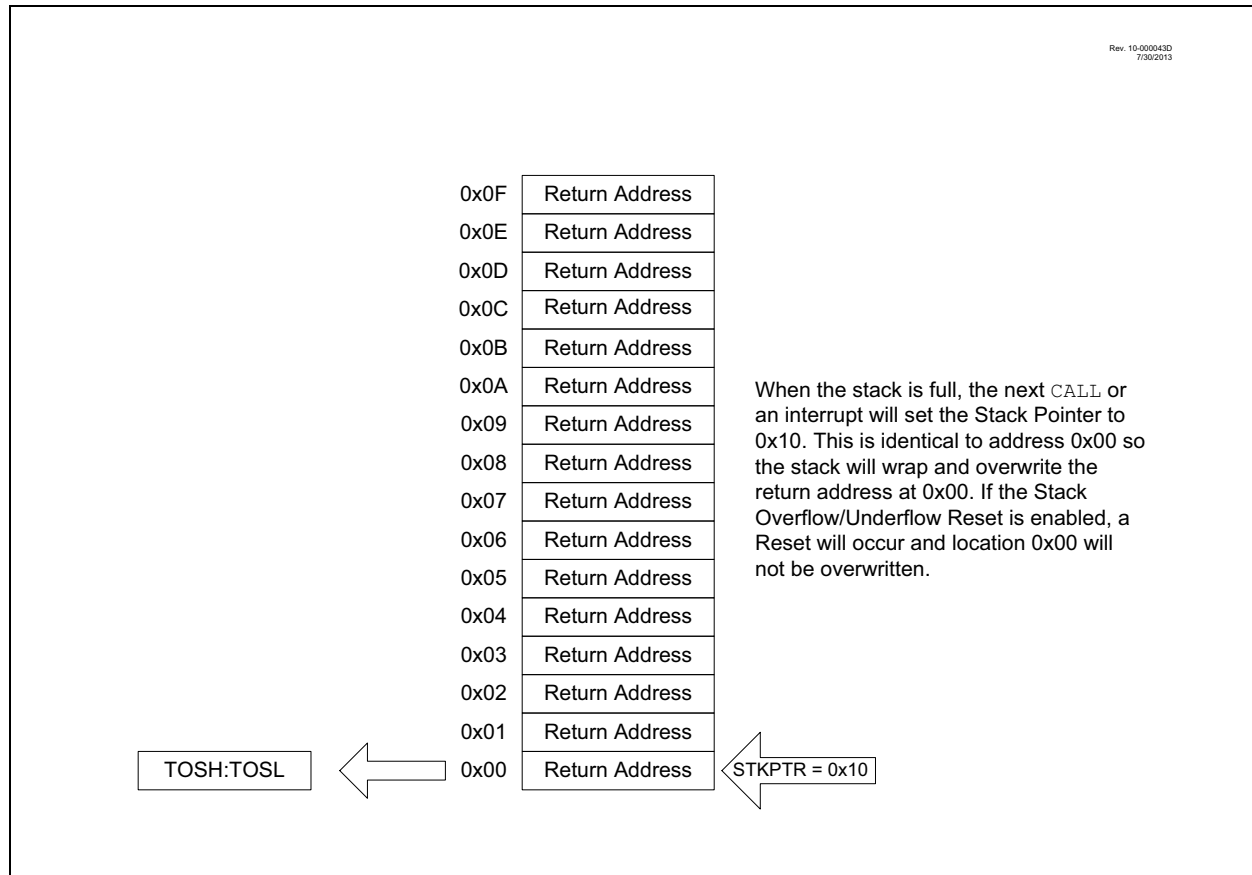 Rev. 10-000043D
7/30/2013
0x0F Return Address
0x0E Return Address
0x0D Return Address
0x0C Return Address
0x0B Return Address
0x0A Return Address
0x09 Return Address
0x08 Return Address
0x07 Return Address
0x06 Return Address
0x05 Return Address
0x04 Return Address
0x03 Return Address
0x02 Return Address
0x01 Return Address
TOSH:TOSL 0x00 Return Address STKPTR = 0x10
When the stack is full, the next CALL or
an interrupt will set the Stack Pointer to
0x10. This is identical to address 0x00 so
the stack will wrap and overwrite the
return address at 0x00. If the Stack
Overflow/Underflow Reset is enabled, a
Reset will occur and location 0x00 will
not be overwritten.